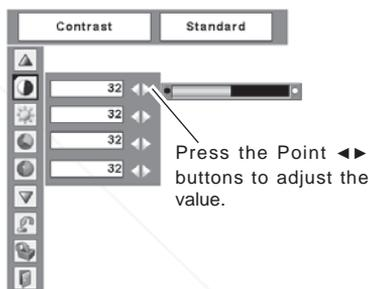 Contrast Standard
32
32
32
32
Press the Point ◄►
buttons to adjust the
value.